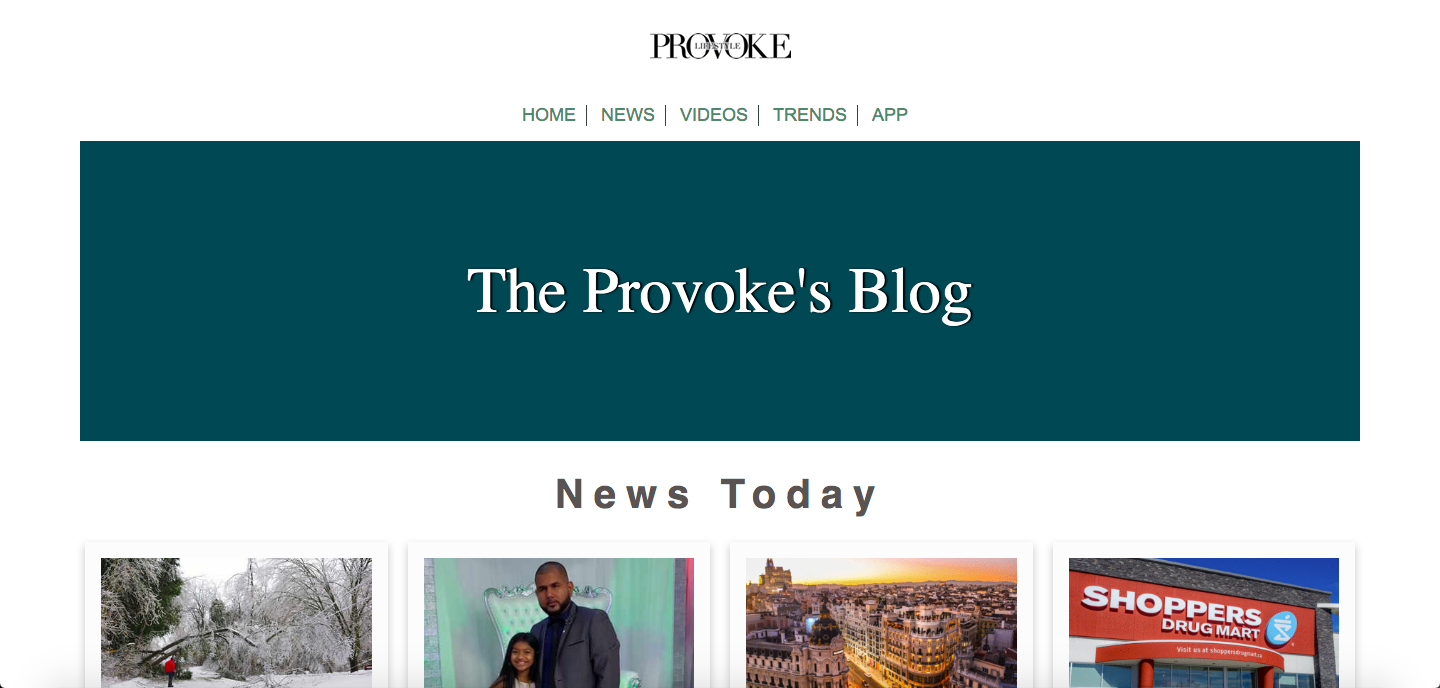 PROVOKE
LIFESTYLE
HOME NEWS VIDEOS TRENDS APP
The Provoke's Blog
News Today
SHOPPERS
DRUG MART
Visit us at shoppersdrugmart.ca